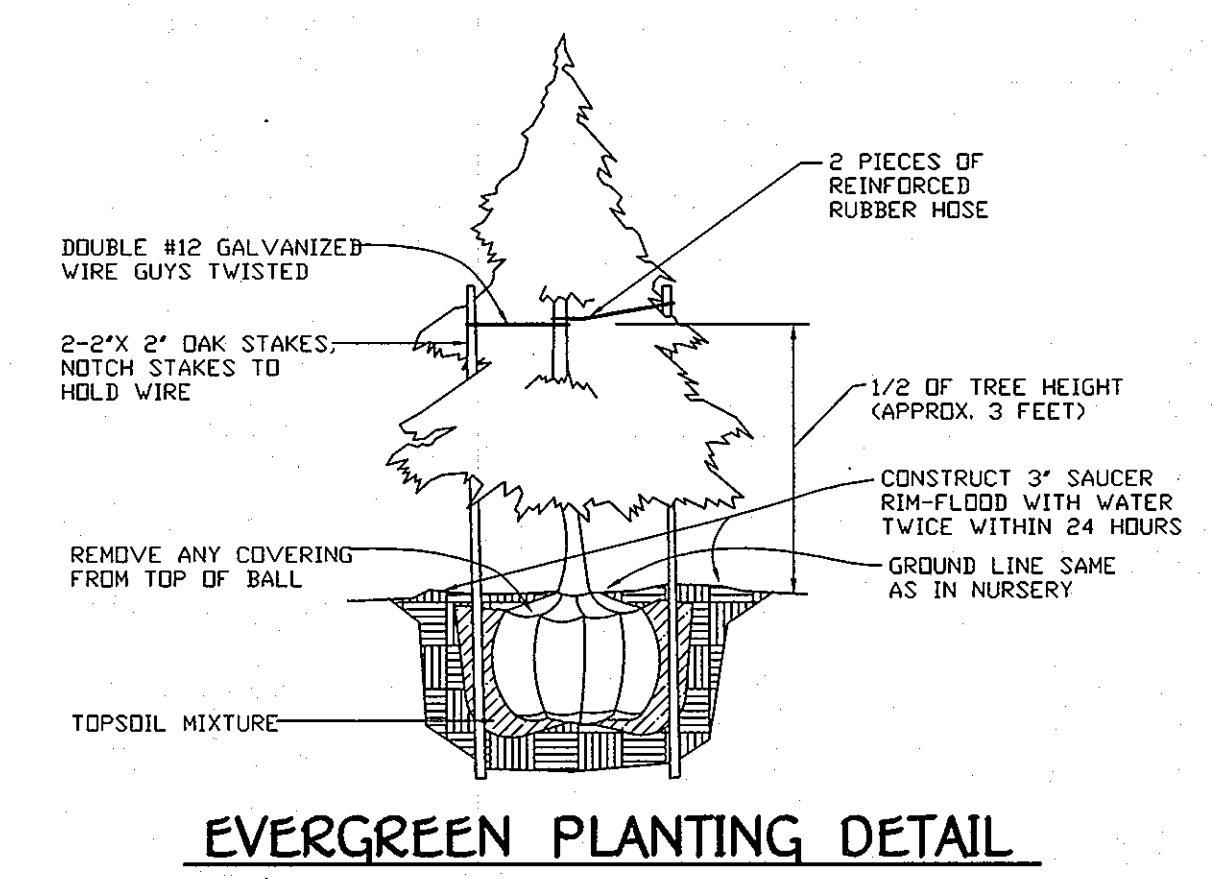 2 PIECES OF
REINFORCED
RUBBER HOSE
DOUBLE #12 GALVANIZED
WIRE GUYS TWISTED
2-2"X 2" OAK STAKES,
NOTCH STAKES TO
HOLD WIRE
1/2 OF TREE HEIGHT
(APPROX. 3 FEET)
CONSTRUCT 3" SAUCER
RIM-FLOOD WITH WATER
TWICE WITHIN 24 HOURS
REMOVE ANY COVERING
FROM TOP OF BALL
GROUND LINE SAME
AS IN NURSERY
TOPSOIL MIXTURE
EVERGREEN PLANTING DETAIL